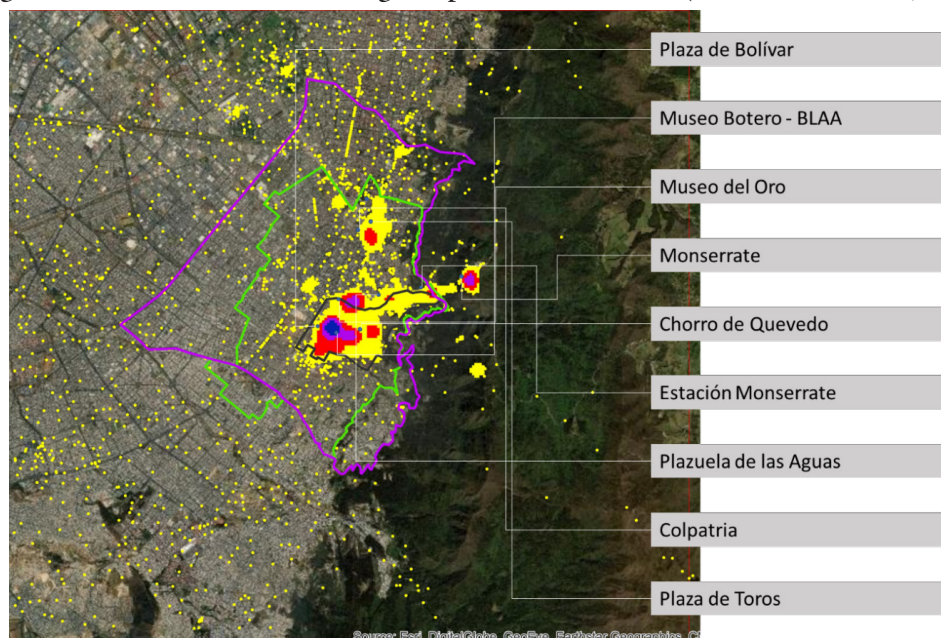 Plaza de Bolívar
Museo Botero - BLAA
Museo del Oro
Monserrate
Chorro de Quevedo
Estación Monserrate
Plazuela de las Aguas
Colpatria
Plaza de Toros
Source: Esri, DigitalGlobe, GeoEye, Earthstar Geographics,